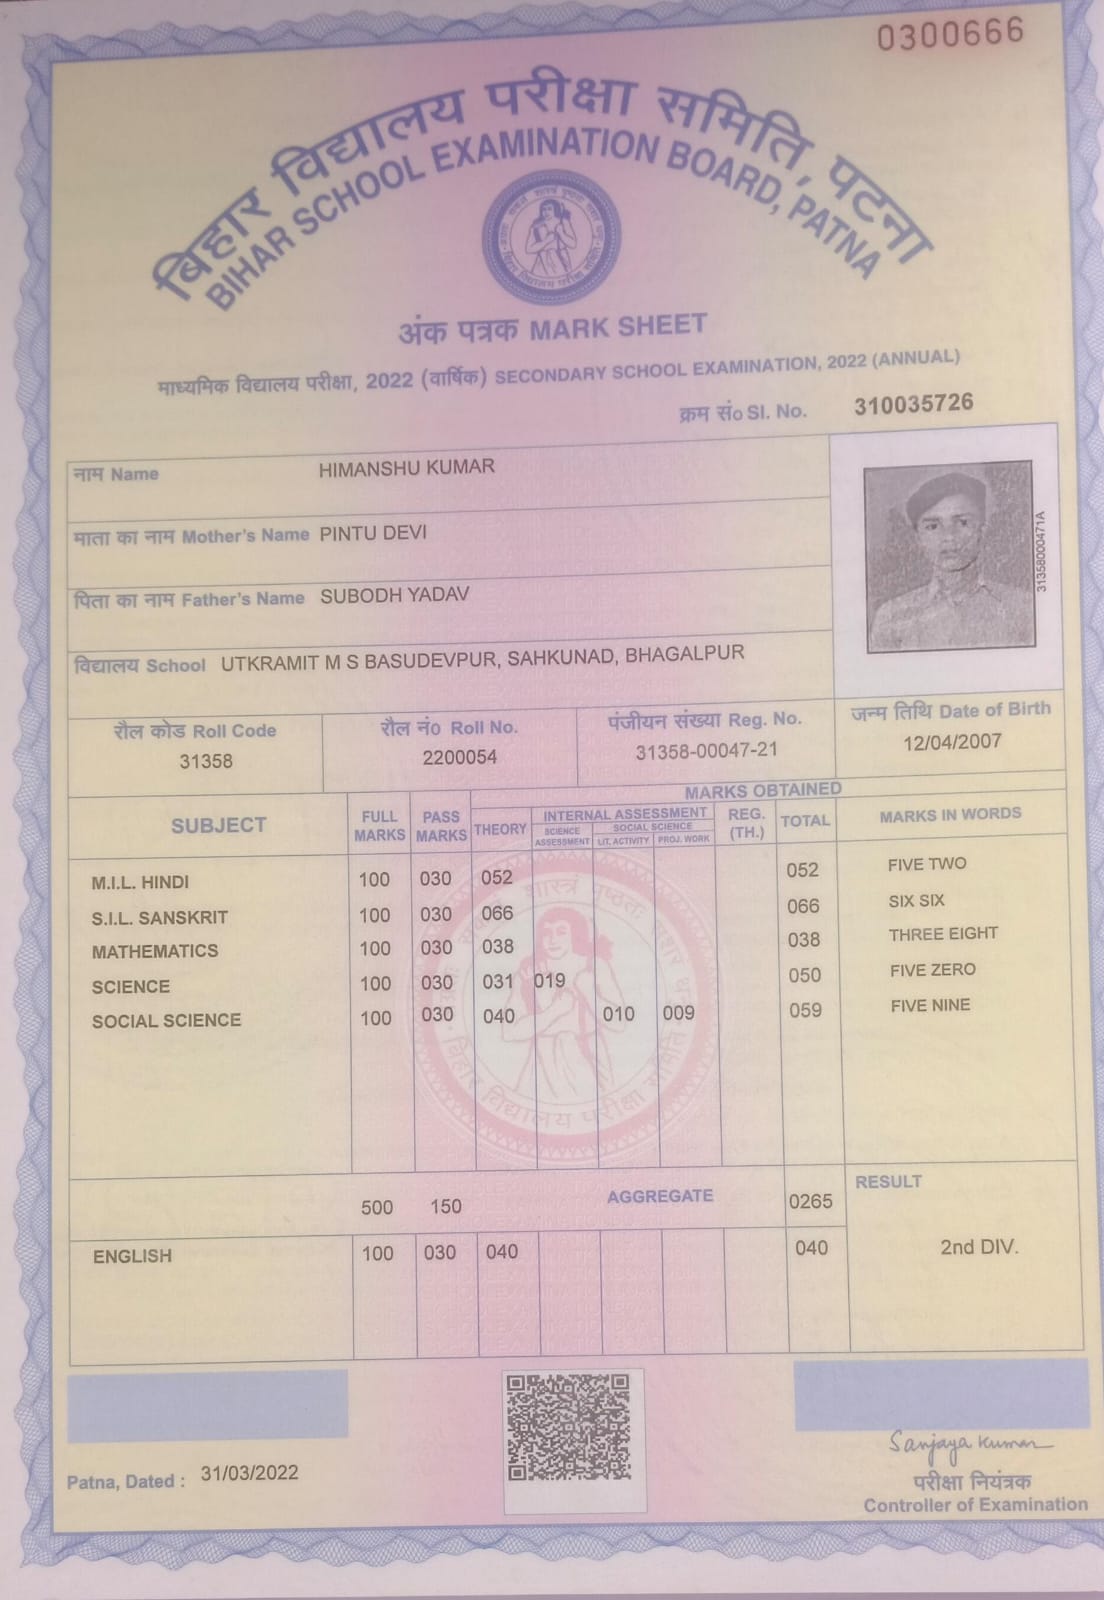 0300666
बिहार विद्यालय परीक्षा समिति, पटना
BIHAR SCHOOL EXAMINATION BOARD, PATNA
अंक पत्रक MARK SHEET
माध्यमिक विद्यालय परीक्षा, 2022 (वार्षिक) SECONDARY SCHOOL EXAMINATION, 2022 (ANNUAL)
क्रम सं० Sl. No. 310035726
नाम Name HIMANSHU KUMAR
माता का नाम Mother's Name PINTU DEVI
पिता का नाम Father's Name SUBODH YADAV
विद्यालय School UTKRAMIT M S BASUDEVPUR, SAHKUNAD, BHAGALPUR
31358000471A
रौल कोड Roll Code रौल नं० Roll No. पंजीयन संख्या Reg. No. जन्म तिथि Date of Birth
31358 2200054 31358-00047-21 12/04/2007
MARKS OBTAINED
SUBJECT FULL MARKS PASS MARKS THEORY INTERNAL ASSESSMENT REG. (TH.) TOTAL MARKS IN WORDS
SCIENCE ASSESSMENT SOCIAL SCIENCE
LIT. ACTIVITY PROJ. WORK
M.I.L. HINDI 100 030 052 052 FIVE TWO
S.I.L. SANSKRIT 100 030 066 066 SIX SIX
MATHEMATICS 100 030 038 038 THREE EIGHT
SCIENCE 100 030 031 019 050 FIVE ZERO
SOCIAL SCIENCE 100 030 040 010 009 059 FIVE NINE
बिहार विद्यालय परीक्षा समिति
500 150 AGGREGATE 0265 RESULT
ENGLISH 100 030 040 040 2nd DIV.
Sanjaya Kumar
Patna, Dated : 31/03/2022
परीक्षा नियंत्रक
Controller of Examination